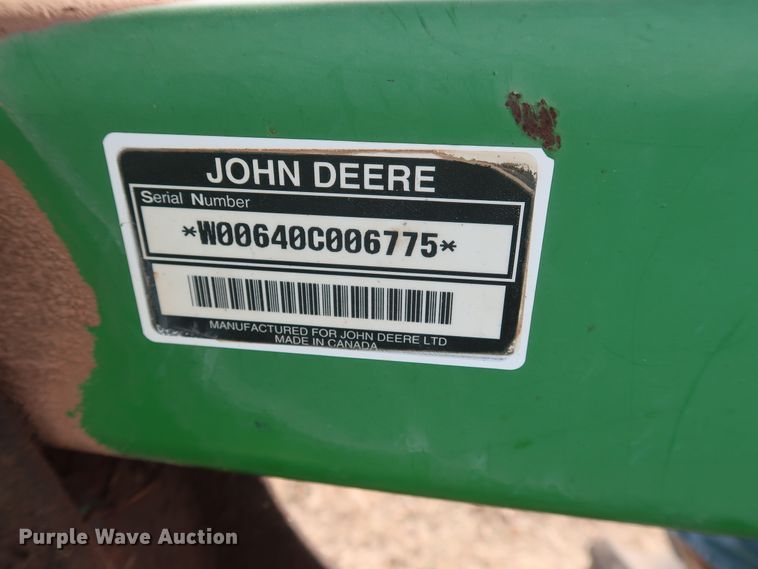 JOHN DEERE
Serial Number
*W00640C006775*
MANUFACTURED FOR JOHN DEERE LTD
MADE IN CANADA
Purple Wave Auction